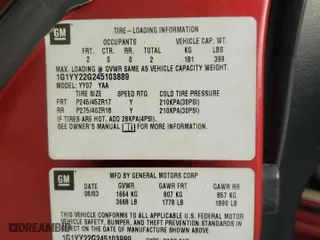 GM
TIRE-LOADING INFORMATION
OCCUPANTS VEHICLE CAP. WT.
FRT. CTR. RR. TOTAL KG LBS
2 0 0 2 181 399
MAX. LOADING @ GVWR SAME AS VEHICLE CAPACITY WEIGHT.
1G1YY22G245103889
MODEL: YY07 YAA
TIRE SIZE SPEED RTG COLD TIRE PRESSURE
FRT P245/45ZR17 Y 210KPA(30PSI)
RR P275/40ZR18 Y 210KPA(30PSI)
IF TIRES ARE HOT, ADD 28KPA(4PSI).
SEE OWNER'S MANUAL FOR MORE INFORMATION.
GM
MFD BY GENERAL MOTORS CORP
DATE GVWR GAWR FRT GAWR RR
08/03 1664 KG 807 KG 857 KG
3668 LB 1778 LB 1890 LB
THIS VEHICLE CONFORMS TO ALL APPLICABLE U.S. FEDERAL MOTOR
VEHICLE SAFETY, BUMPER, AND THEFT PREVENTION STANDARDS
IN EFFECT ON THE DATE OF MANUFACTURE SHOWN ABOVE.
1G1YY22G245103889
DREAMBID.COM